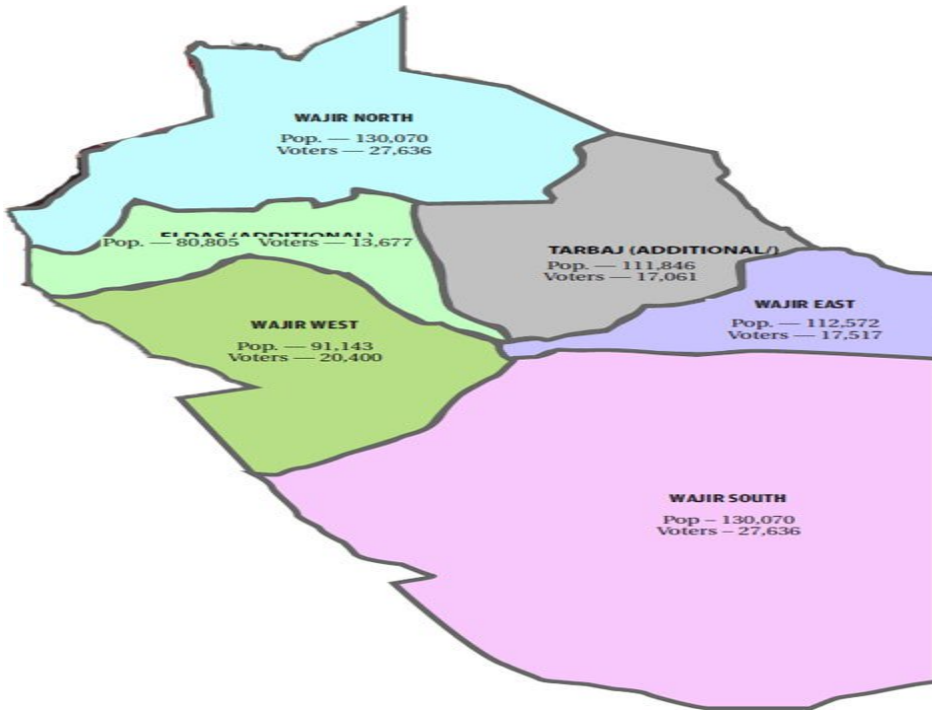 WAJIR NORTH
Pop. — 130,070
Voters — 27,636
ELDAS (ADDITIONAL)
Pop. — 80,805 Voters — 13,677
TARBAJ (ADDITIONAL/)
Pop. — 111,846
Voters — 17,061
WAJIR EAST
Pop. — 112,572
Voters — 17,517
WAJIR WEST
Pop. — 91,143
Voters — 20,400
WAJIR SOUTH
Pop – 130,070
Voters – 27,636